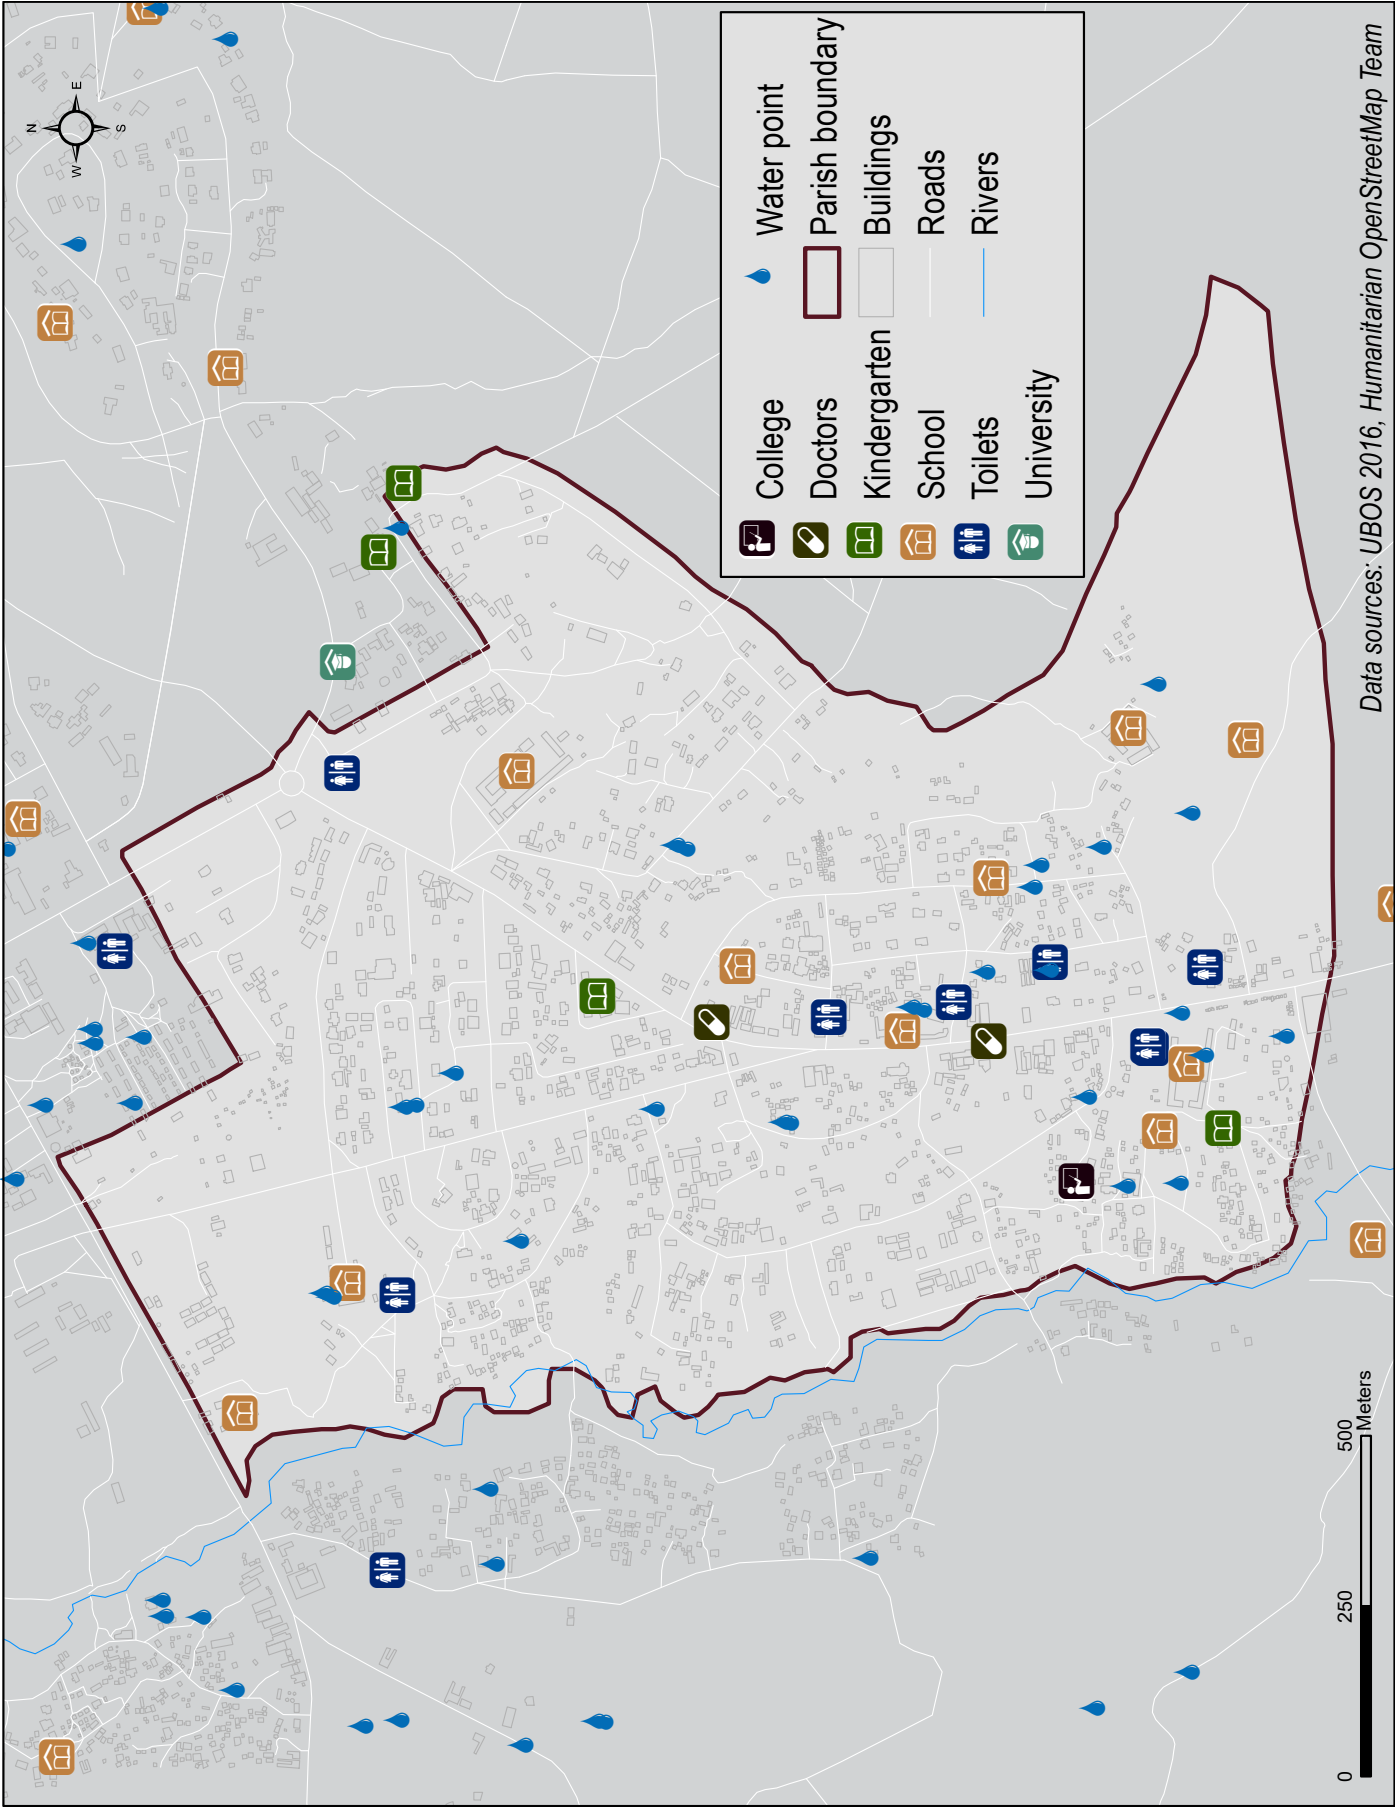 N
W
E
S
College
Doctors
Kindergarten
School
Toilets
University
Water point
Parish boundary
Buildings
Roads
Rivers
0 250 500
Meters
Data sources: UBOS 2016, Humanitarian OpenStreetMap Team